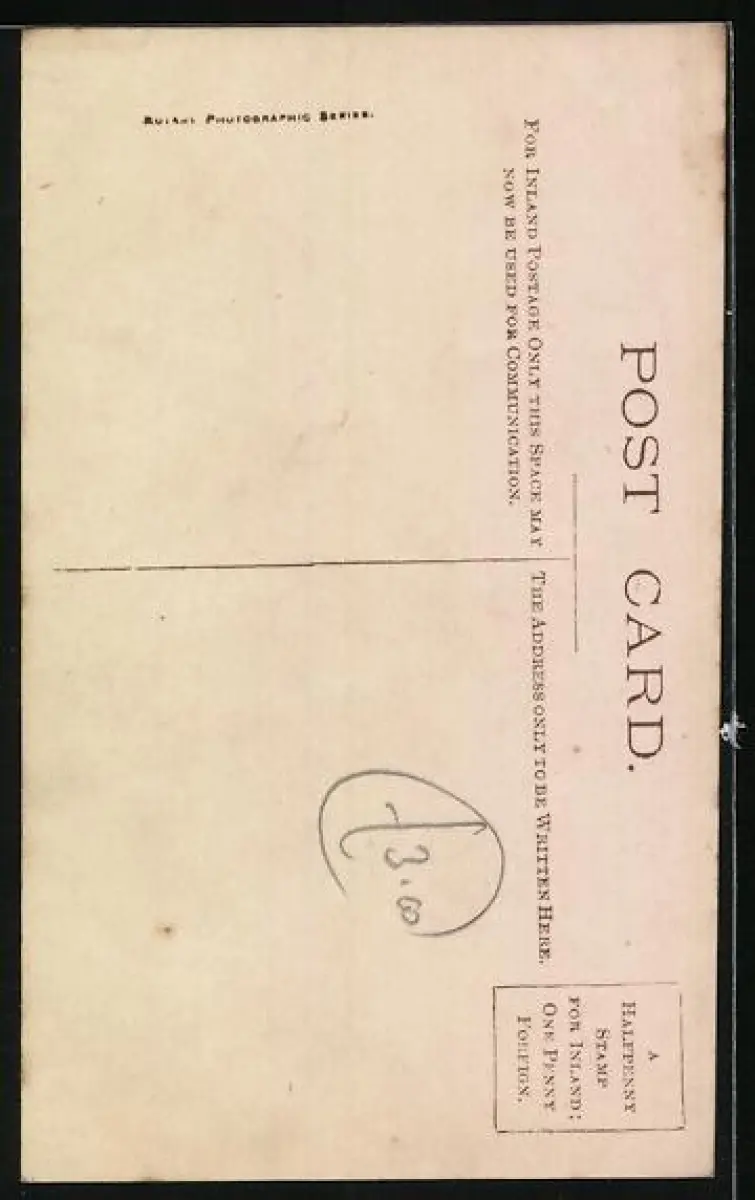 POST CARD.
FOR INLAND POSTAGE ONLY THIS SPACE MAY
NOW BE USED FOR COMMUNICATION.
THE ADDRESS ONLY TO BE WRITTEN HERE.
A
HALFPENNY
STAMP
FOR INLAND;
ONE PENNY
FOREIGN.
£3.00
ROTARY PHOTOGRAPHIC SERIES.